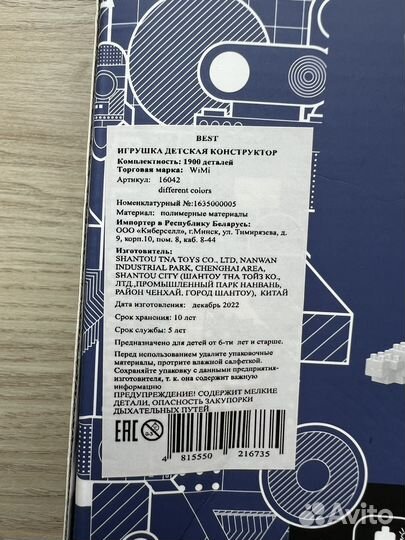 BEST
ИГРУШКА ДЕТСКАЯ КОНСТРУКТОР
Комплектность: 1900 деталей
Торговая марка: WiMi
Артикул: 16042
different colors
Номенклатурный №:1635000005
Материал: полимерные материалы
Импортер в Республику Беларусь:
ООО «Киберселл», г.Минск, ул. Тимирязева, д.
9, корп.10, пом. 8, каб. 8-44
Изготовитель:
SHANTOU TNA TOYS CO., LTD, NANWAN
INDUSTRIAL PARK, CHENGHAI AREA,
SHANTOU CITY (ШАНТОУ ТНА ТОЙЗ КО.,
ЛТД.,ПРОМЫШЛЕННЫЙ ПАРК НАНВАНЬ,
РАЙОН ЧЕНХАЙ, ГОРОД ШАНТОУ), КИТАЙ
Дата изготовления: декабрь 2022
Срок хранения: 10 лет
Срок службы: 5 лет
Предназначено для детей от 6-ти лет и старше.
Перед использованием удалите упаковочные
материалы, протрите влажной салфеткой.
Сохраняйте упаковку с данными предприятия-
изготовителя, т. к. она содержит важную
информацию
ПРЕДУПРЕЖДЕНИЕ! СОДЕРЖИТ МЕЛКИЕ
ДЕТАЛИ, ОПАСНОСТЬ ЗАКУПОРКИ
ДЫХАТЕЛЬНЫХ ПУТЕЙ
EAC 0-3
4 815550 216735
Avito